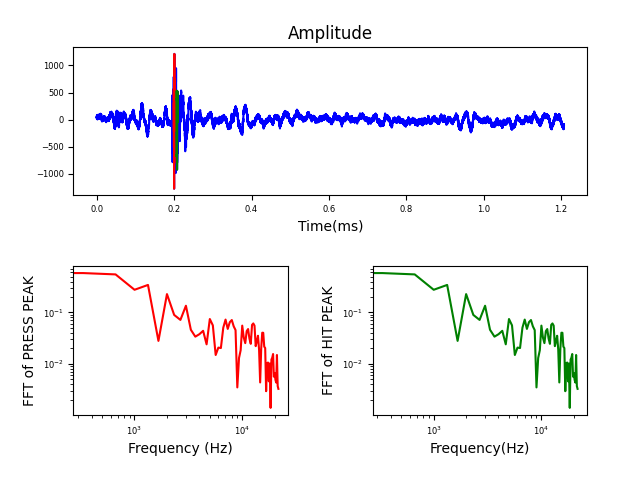 Amplitude
1000
500
0
−500
−1000
0.0 0.2 0.4 0.6 0.8 1.0 1.2
Time(ms)
FFT of PRESS PEAK
10⁻¹
10⁻²
10³ 10⁴
Frequency (Hz)
FFT of HIT PEAK
10⁻¹
10⁻²
10³ 10⁴
Frequency(Hz)